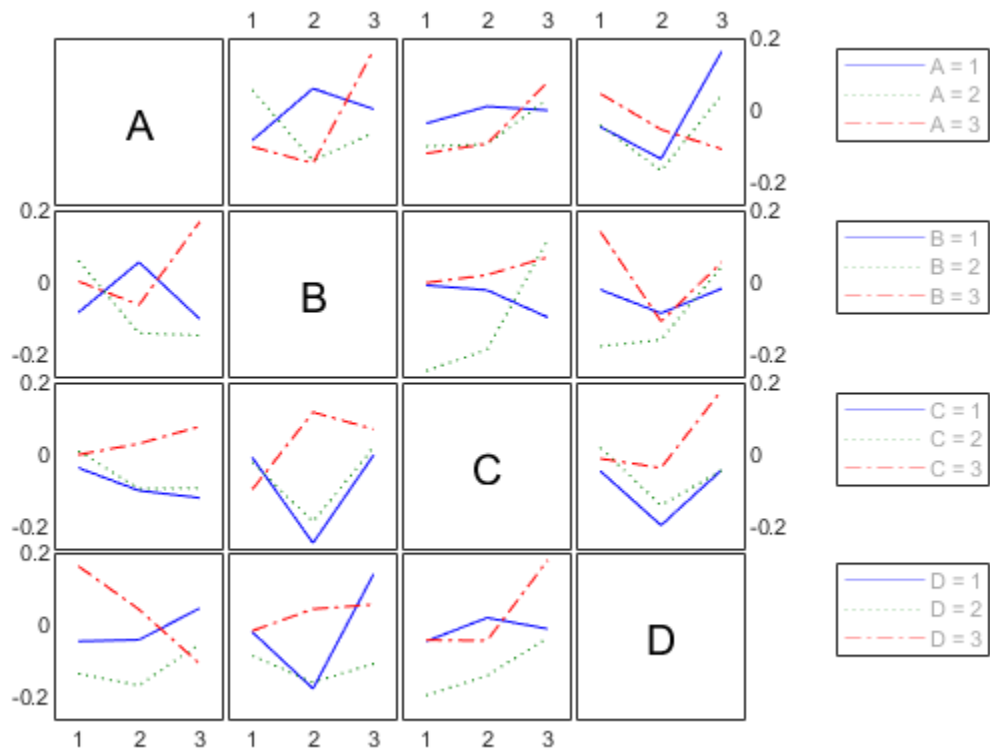 1 2 3
A
0.2
0
-0.2
A = 1
A = 2
A = 3
0.2
0
-0.2
B
0.2
0
-0.2
B = 1
B = 2
B = 3
0.2
0
-0.2
C
0.2
0
-0.2
C = 1
C = 2
C = 3
0.2
0
-0.2
D
D = 1
D = 2
D = 3
1 2 3
1 2 3
1 2 3
1 2 3
1 2 3